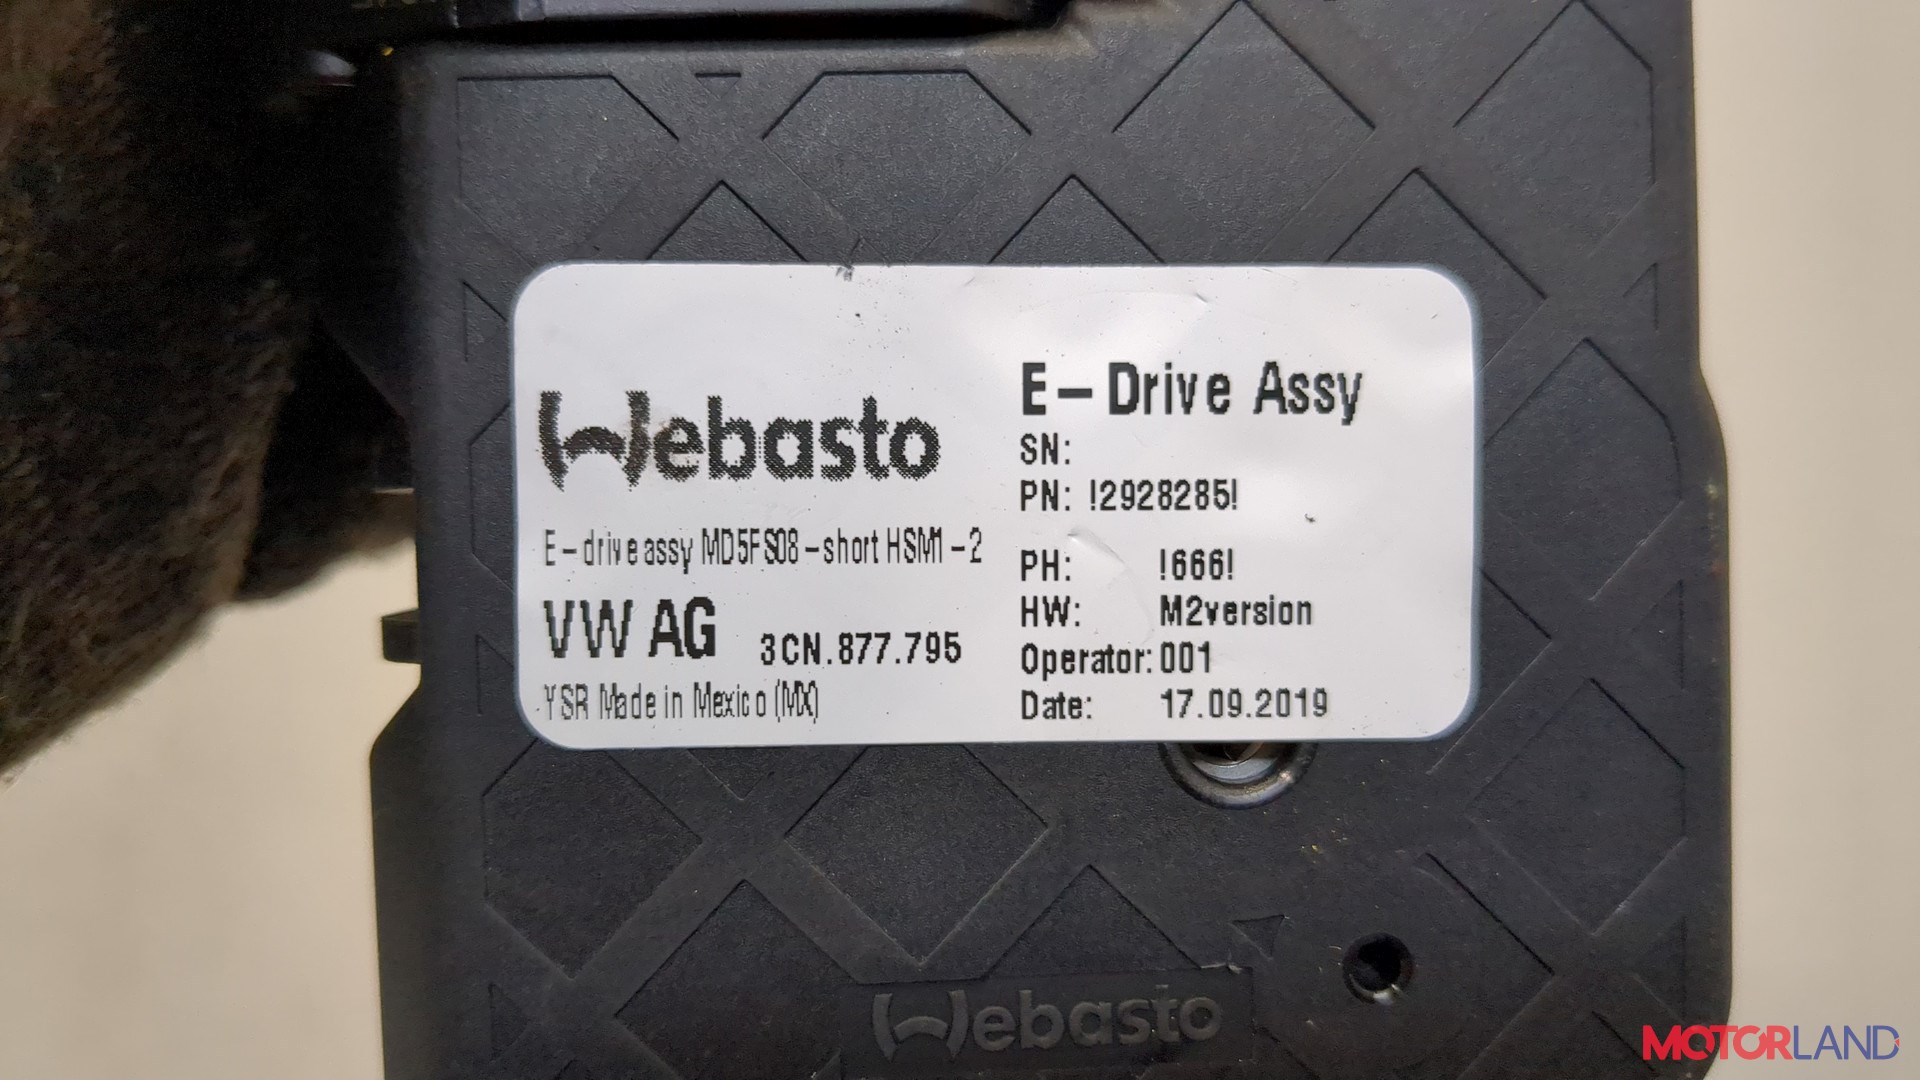 Webasto
E-drive assy MD5FS08-short HSM1-2
VW AG 3CN.877.795
YSR Made in Mexico (MX)
E-Drive Assy
SN:
PN: !2928285!
PH: !666!
HW: M2version
Operator: 001
Date: 17.09.2019
Webasto
MOTORLAND